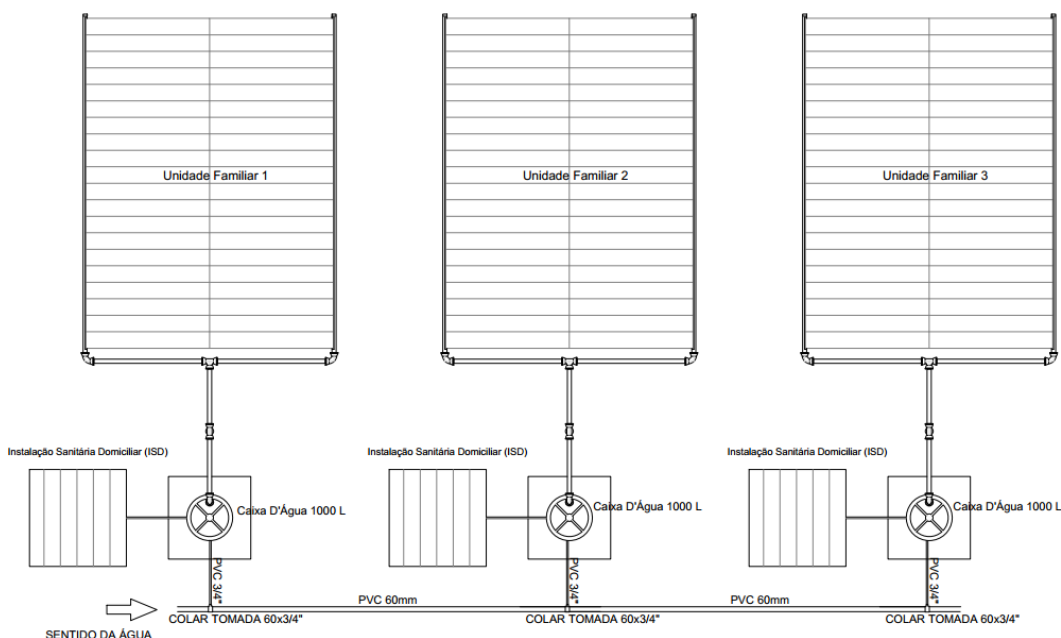 Unidade Familiar 1
Unidade Familiar 2
Unidade Familiar 3
Instalação Sanitária Domiciliar (ISD)
Instalação Sanitária Domiciliar (ISD)
Instalação Sanitária Domiciliar (ISD)
Caixa D'Água 1000 L
Caixa D'Água 1000 L
Caixa D'Água 1000 L
PVC 3/4"
PVC 3/4"
PVC 3/4"
PVC 60mm
PVC 60mm
COLAR TOMADA 60x3/4"
COLAR TOMADA 60x3/4"
COLAR TOMADA 60x3/4"
SENTIDO DA ÁGUA